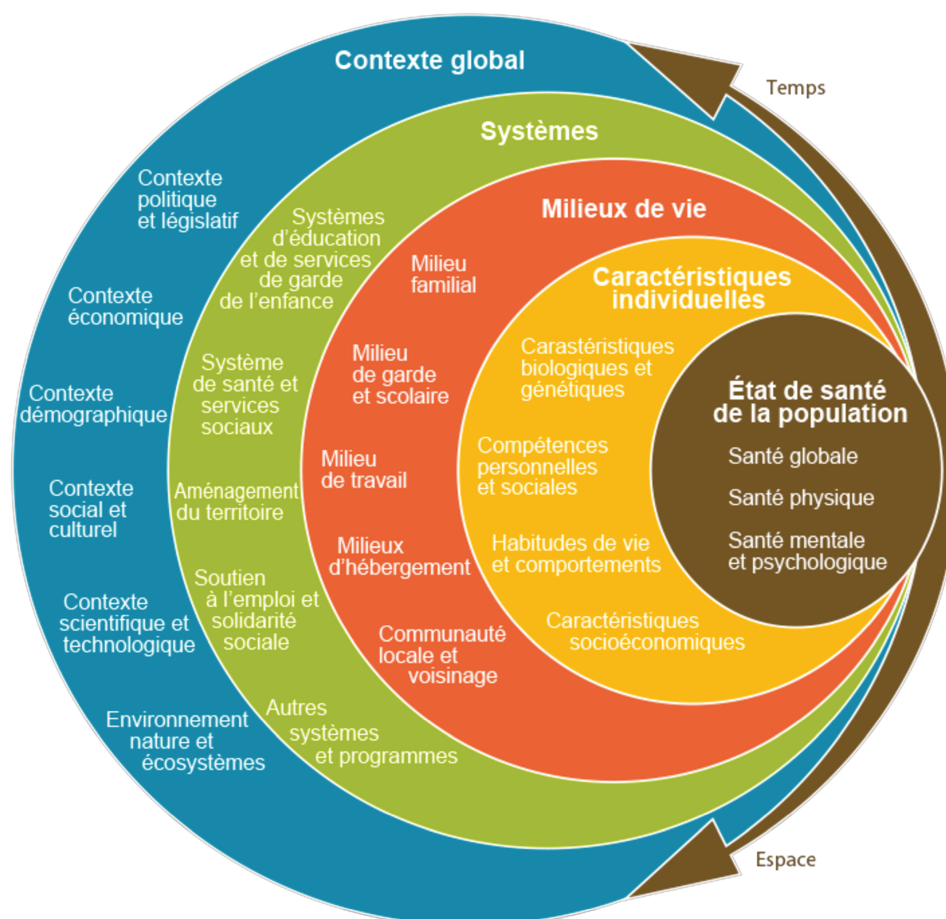 Contexte global
Temps
Systèmes
Contexte
politique
et législatif
Contexte
économique
Contexte
démographique
Contexte
social et
culturel
Contexte
scientifique et
technologique
Environnement
nature et
écosystèmes
Systèmes
d'éducation
et de services
de garde
de l'enfance
Système
de santé et
services
sociaux
Aménagement
du territoire
Soutien
à l'emploi et
solidarité
sociale
Autres
systèmes
et programmes
Milieux de vie
Milieu
familial
Milieu
de garde
et scolaire
Milieu
de travail
Milieux
d'hébergement
Communauté
locale et
voisinage
Caractéristiques
individuelles
Carastéristiques
biologiques et
génétiques
Compétences
personnelles
et sociales
Habitudes de vie
et comportements
Caractéristiques
socioéconomiques
État de santé
de la population
Santé globale
Santé physique
Santé mentale
et psychologique
Espace